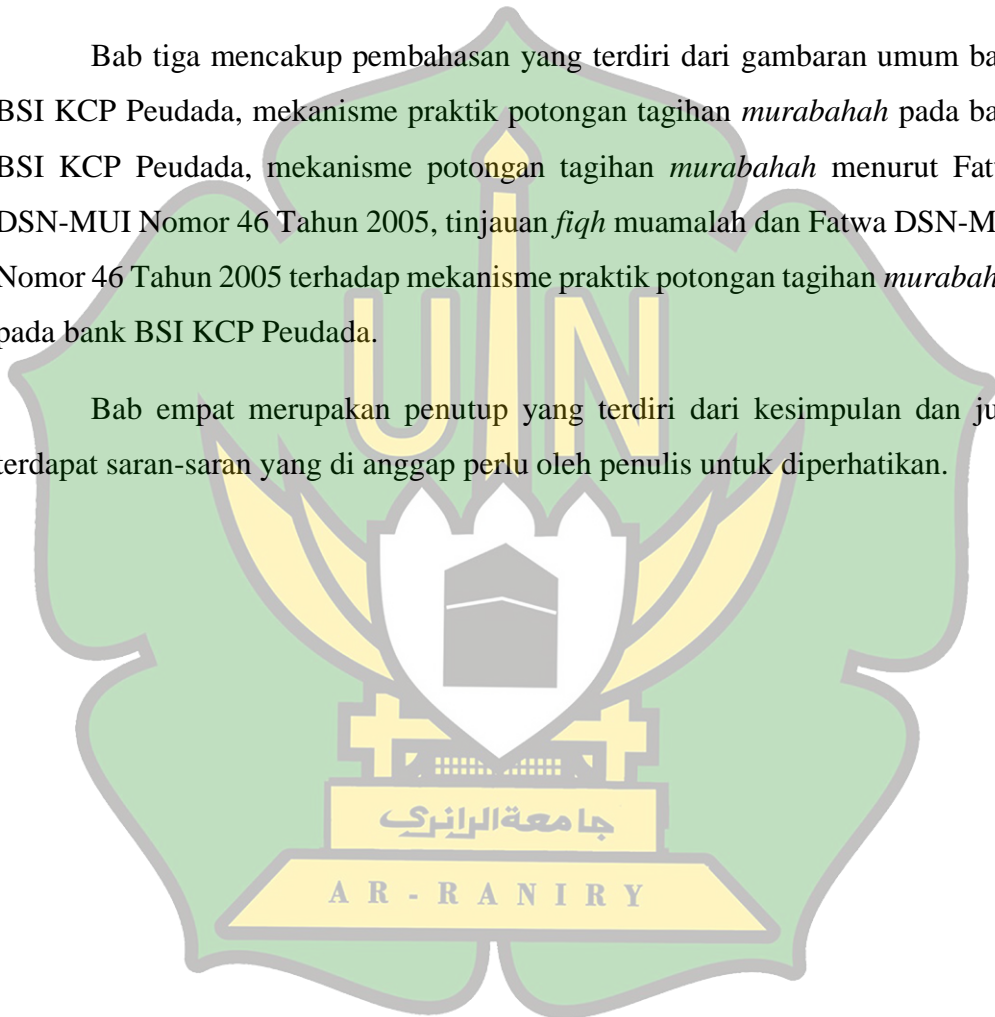 Bab tiga mencakup pembahasan yang terdiri dari gambaran umum ba
BSI KCP Peudada, mekanisme praktik potongan tagihan murabahah pada ba
BSI KCP Peudada, mekanisme potongan tagihan murabahah menurut Fatw
DSN-MUI Nomor 46 Tahun 2005, tinjauan fiqh muamalah dan Fatwa DSN-M
Nomor 46 Tahun 2005 terhadap mekanisme praktik potongan tagihan murabah
pada bank BSI KCP Peudada.
Bab empat merupakan penutup yang terdiri dari kesimpulan dan ju
terdapat saran-saran yang di anggap perlu oleh penulis untuk diperhatikan.
UIN
جامعة الرانري
AR-RANIRY